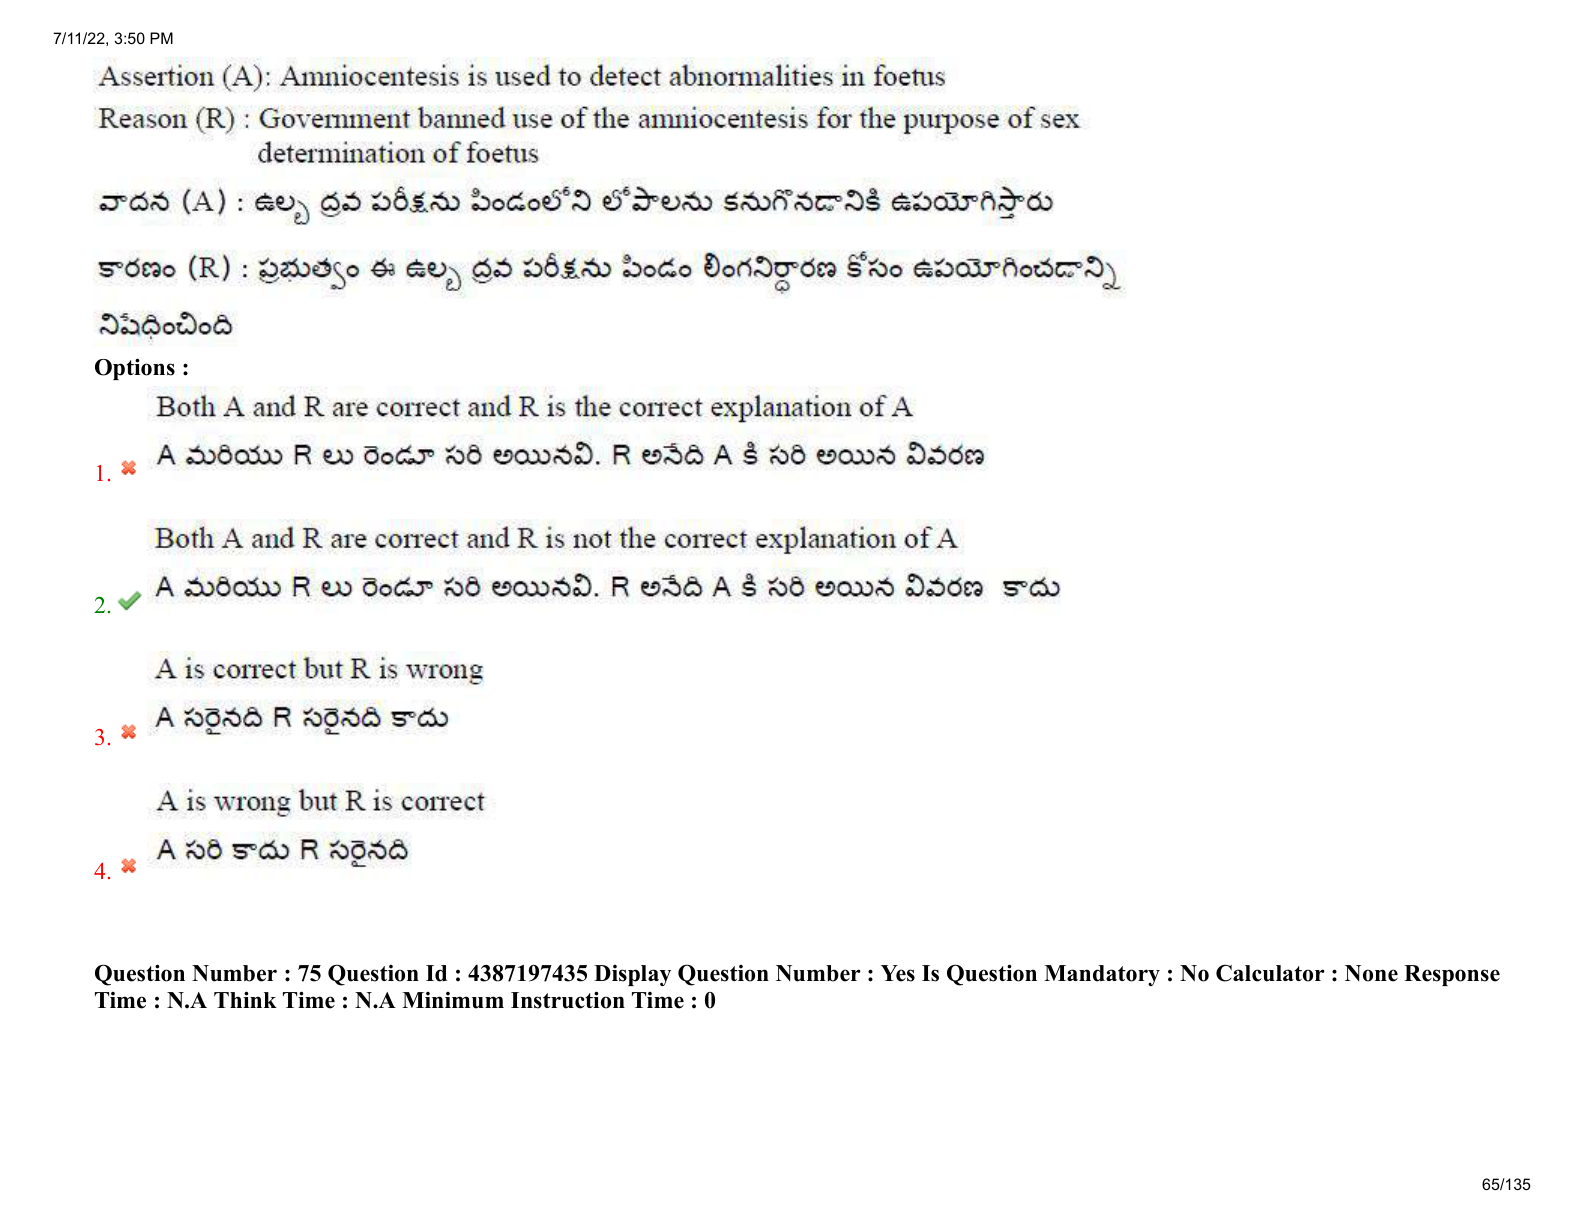 7/11/22, 3:50 PM
Assertion (A): Amniocentesis is used to detect abnormalities in foetus
Reason (R) : Government banned use of the amniocentesis for the purpose of sex
determination of foetus
వాదన (A) : ఉల్బ ద్రవ పరీక్షను పిండంలోని లోపాలను కనుగొనడానికి ఉపయోగిస్తారు
కారణం (R) : ప్రభుత్వం ఈ ఉల్బ ద్రవ పరీక్షను పిండం లింగనిర్ధారణ కోసం ఉపయోగించడాన్ని
నిషేధించింది
Options :
Both A and R are correct and R is the correct explanation of A
A మరియు R లు రెండూ సరి అయినవి. R అనేది A కి సరి అయిన వివరణ
1.
Both A and R are correct and R is not the correct explanation of A
A మరియు R లు రెండూ సరి అయినవి. R అనేది A కి సరి అయిన వివరణ కాదు
2.
A is correct but R is wrong
A సరైనది R సరైనది కాదు
3.
A is wrong but R is correct
A సరి కాదు R సరైనది
4.
Question Number : 75 Question Id : 4387197435 Display Question Number : Yes Is Question Mandatory : No Calculator : None Response
Time : N.A Think Time : N.A Minimum Instruction Time : 0
65/135